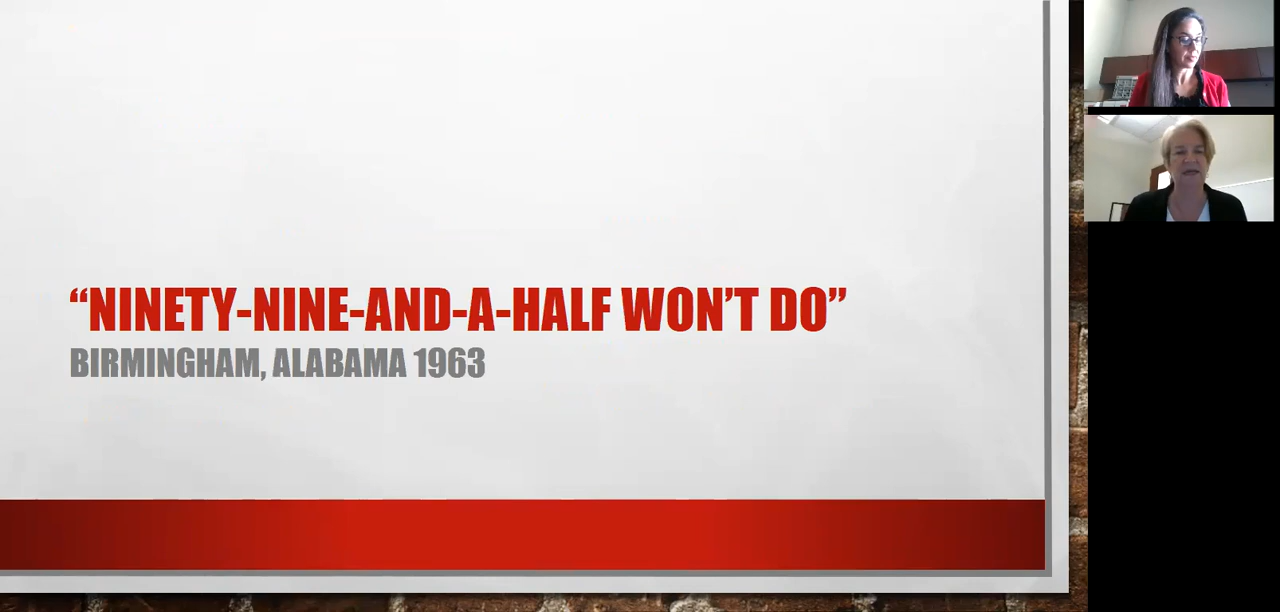 “NINETY-NINE-AND-A-HALF WON’T DO”
BIRMINGHAM, ALABAMA 1963